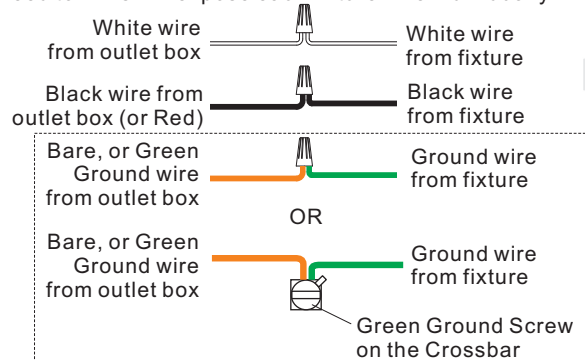 White wire
from outlet box
White wire
from fixture
Black wire from
outlet box (or Red)
Black wire
from fixture
Bare, or Green
Ground wire
from outlet box
Ground wire
from fixture
OR
Bare, or Green
Ground wire
from outlet box
Ground wire
from fixture
Green Ground Screw
on the Crossbar